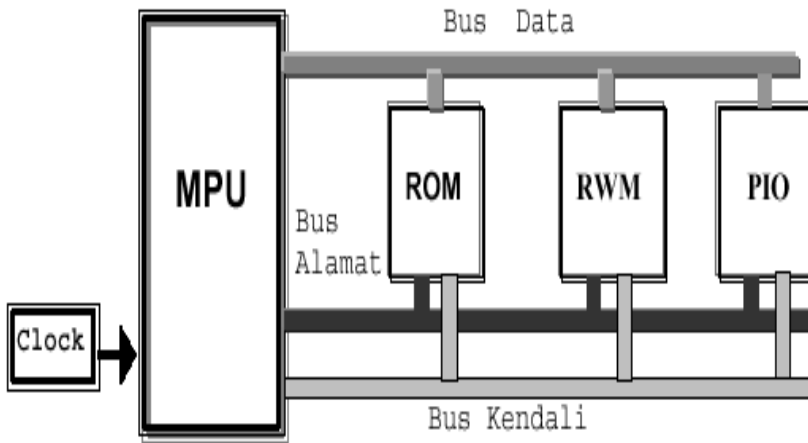 Bus Data
MPU
ROM
RWM
PIO
Bus
Alamat
Clock
Bus Kendali